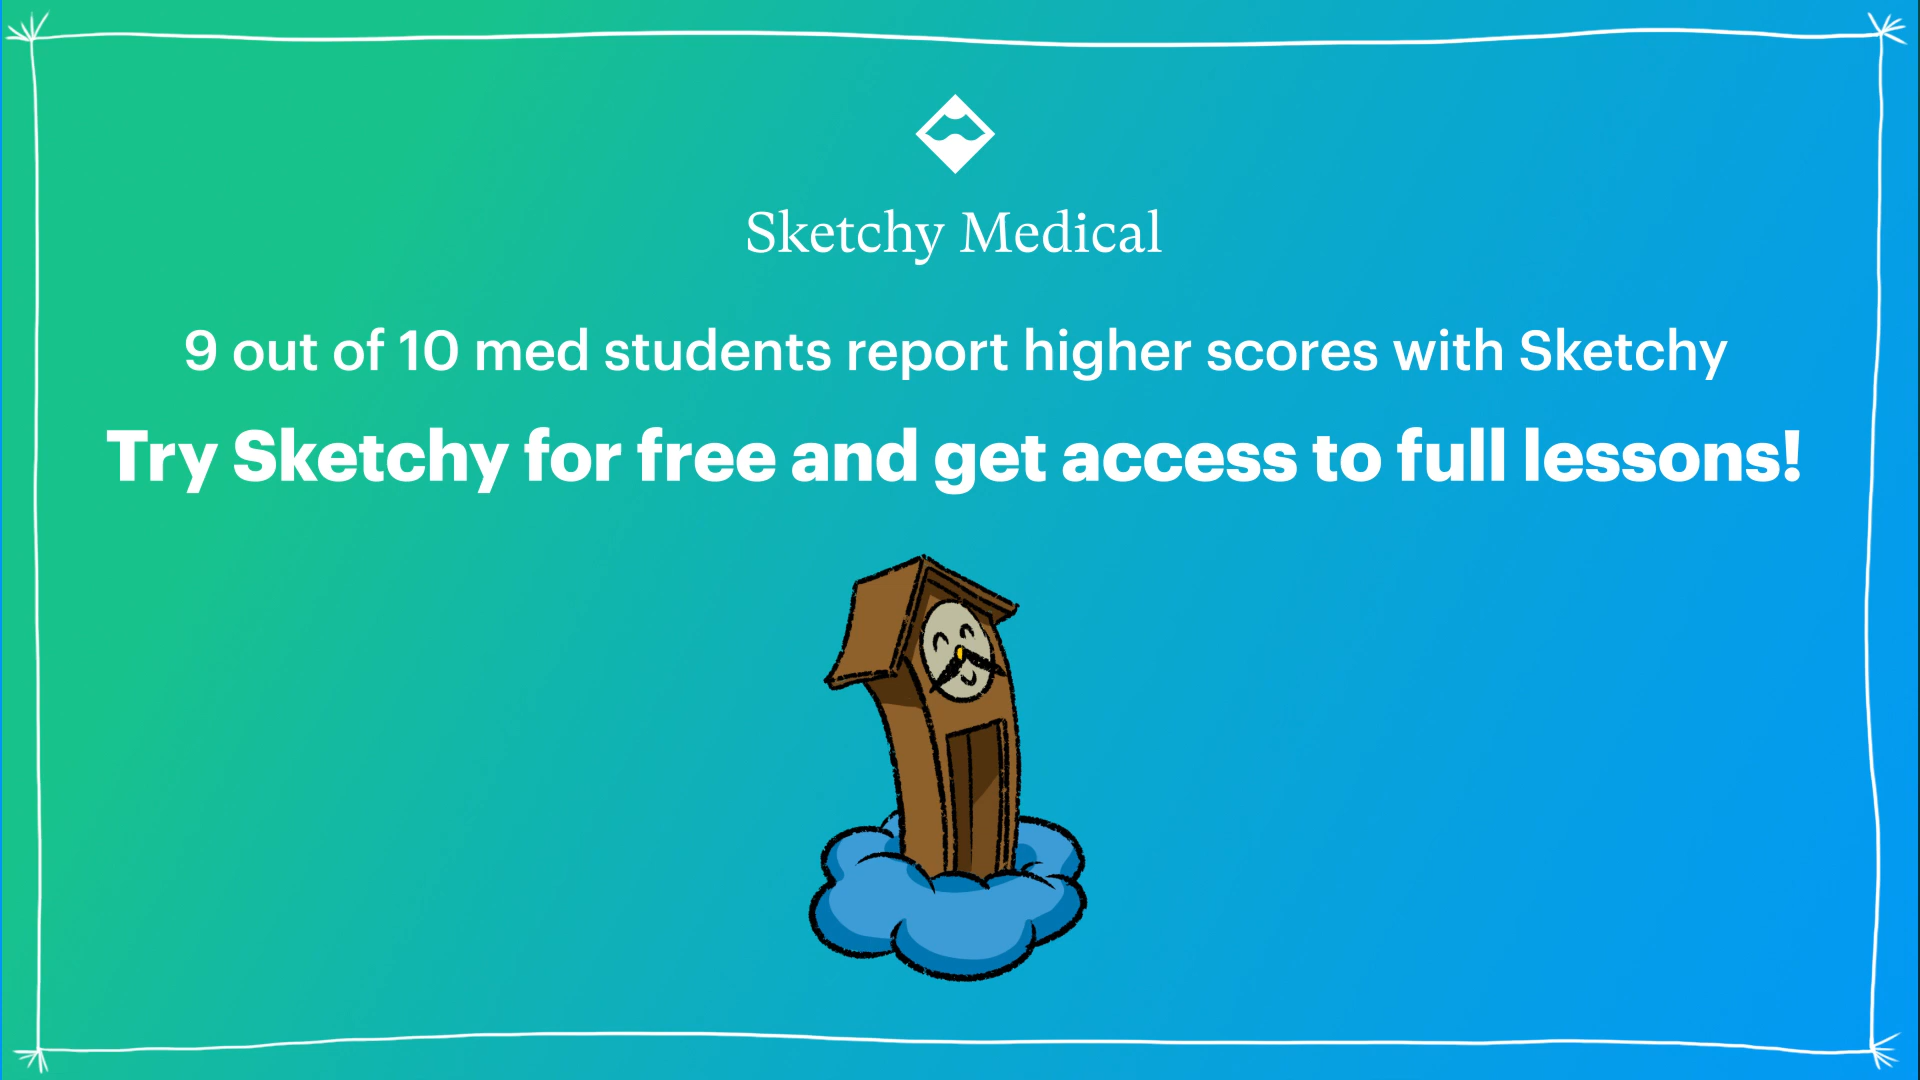 Sketchy Medical
9 out of 10 med students report higher scores with Sketchy
Try Sketchy for free and get access to full lessons!